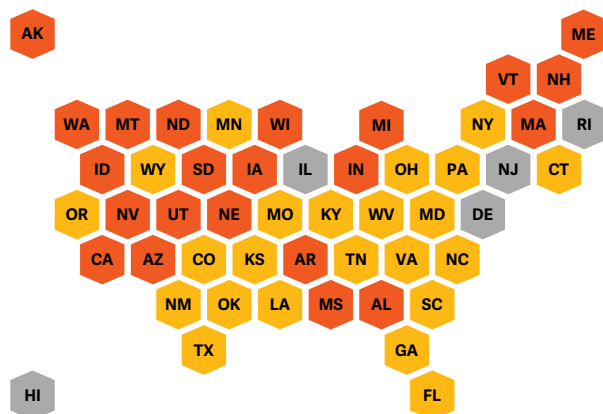 AK ME
VT NH
WA MT ND MN WI MI NY MA RI
ID WY SD IA IL IN OH PA NJ CT
OR NV UT NE MO KY WV MD DE
CA AZ CO KS AR TN VA NC
NM OK LA MS AL SC
TX GA
HI FL